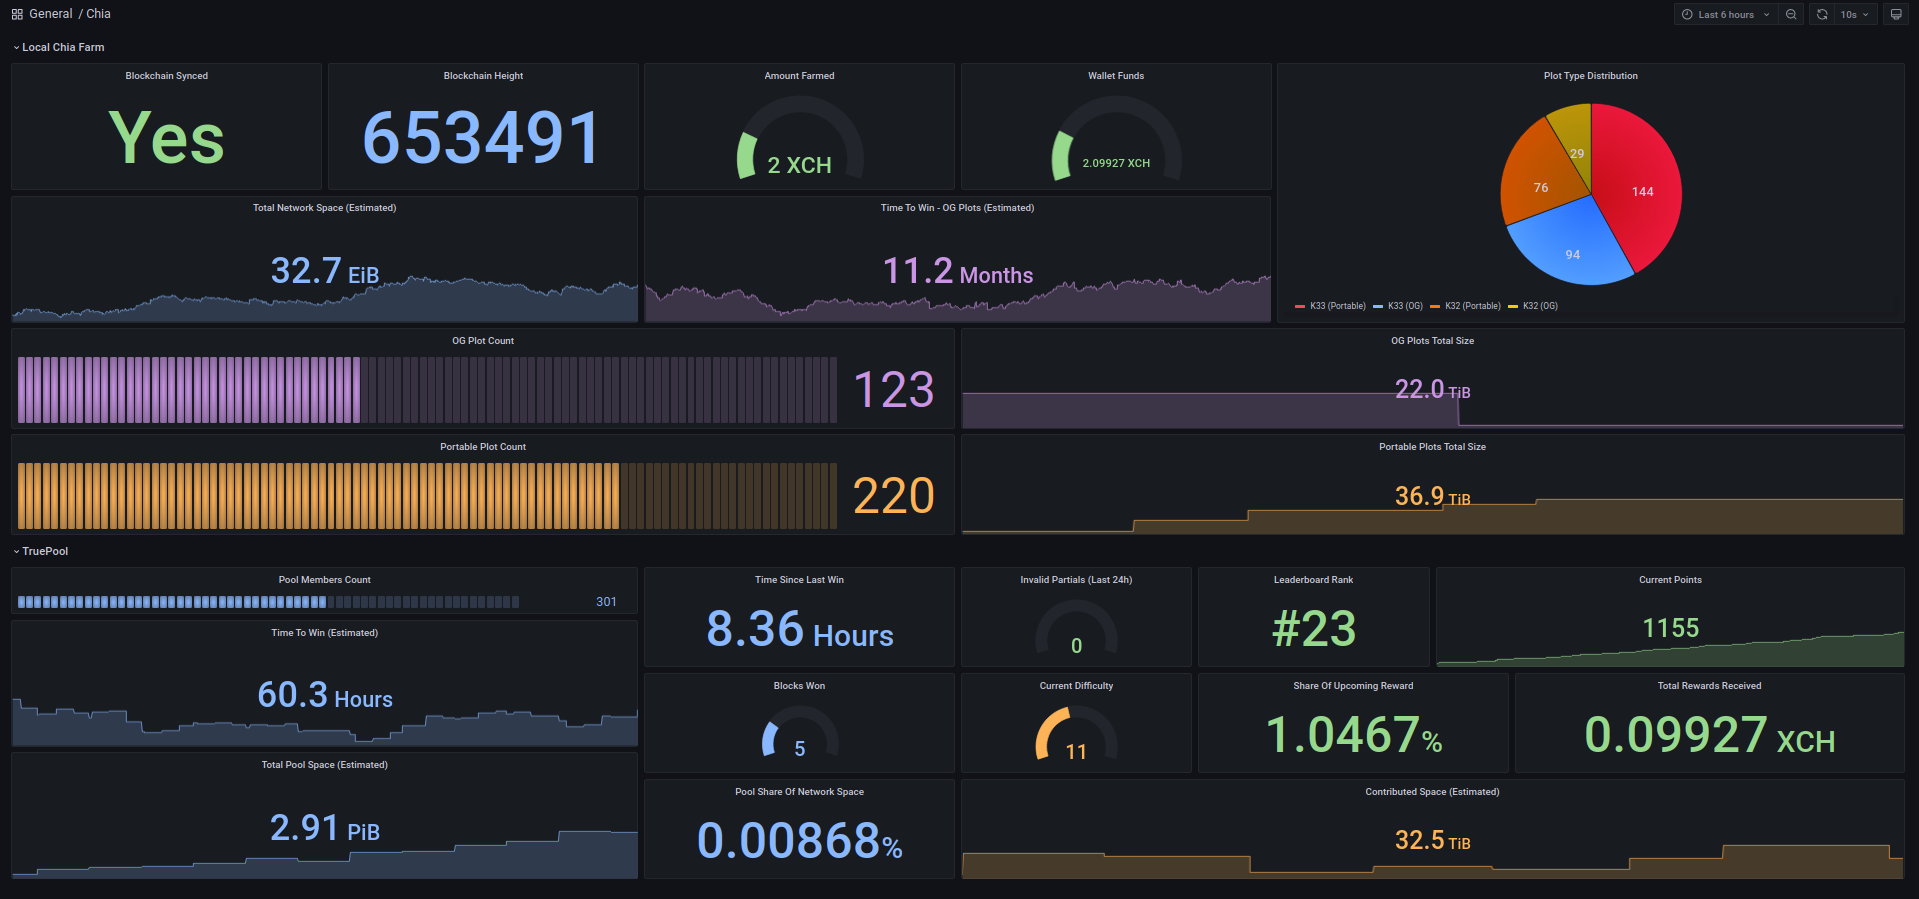 General / Chia
Last 6 hours
10s
Local Chia Farm
Blockchain Synced
Yes
Blockchain Height
653491
Amount Farmed
2 XCH
Wallet Funds
2.09927 XCH
Plot Type Distribution
29
144
76
94
K33 (Portable) K33 (OG) K32 (Portable) K32 (OG)
Total Network Space (Estimated)
32.7 EiB
Time To Win - OG Plots (Estimated)
11.2 Months
OG Plot Count
123
OG Plots Total Size
22.0 TiB
Portable Plot Count
220
Portable Plots Total Size
36.9 TiB
TruePool
Pool Members Count
301
Time Since Last Win
8.36 Hours
Invalid Partials (Last 24h)
0
Leaderboard Rank
#23
Current Points
1155
Time To Win (Estimated)
60.3 Hours
Blocks Won
5
Current Difficulty
11
Share Of Upcoming Reward
1.0467%
Total Rewards Received
0.09927 XCH
Total Pool Space (Estimated)
2.91 PiB
Pool Share Of Network Space
0.00868%
Contributed Space (Estimated)
32.5 TiB